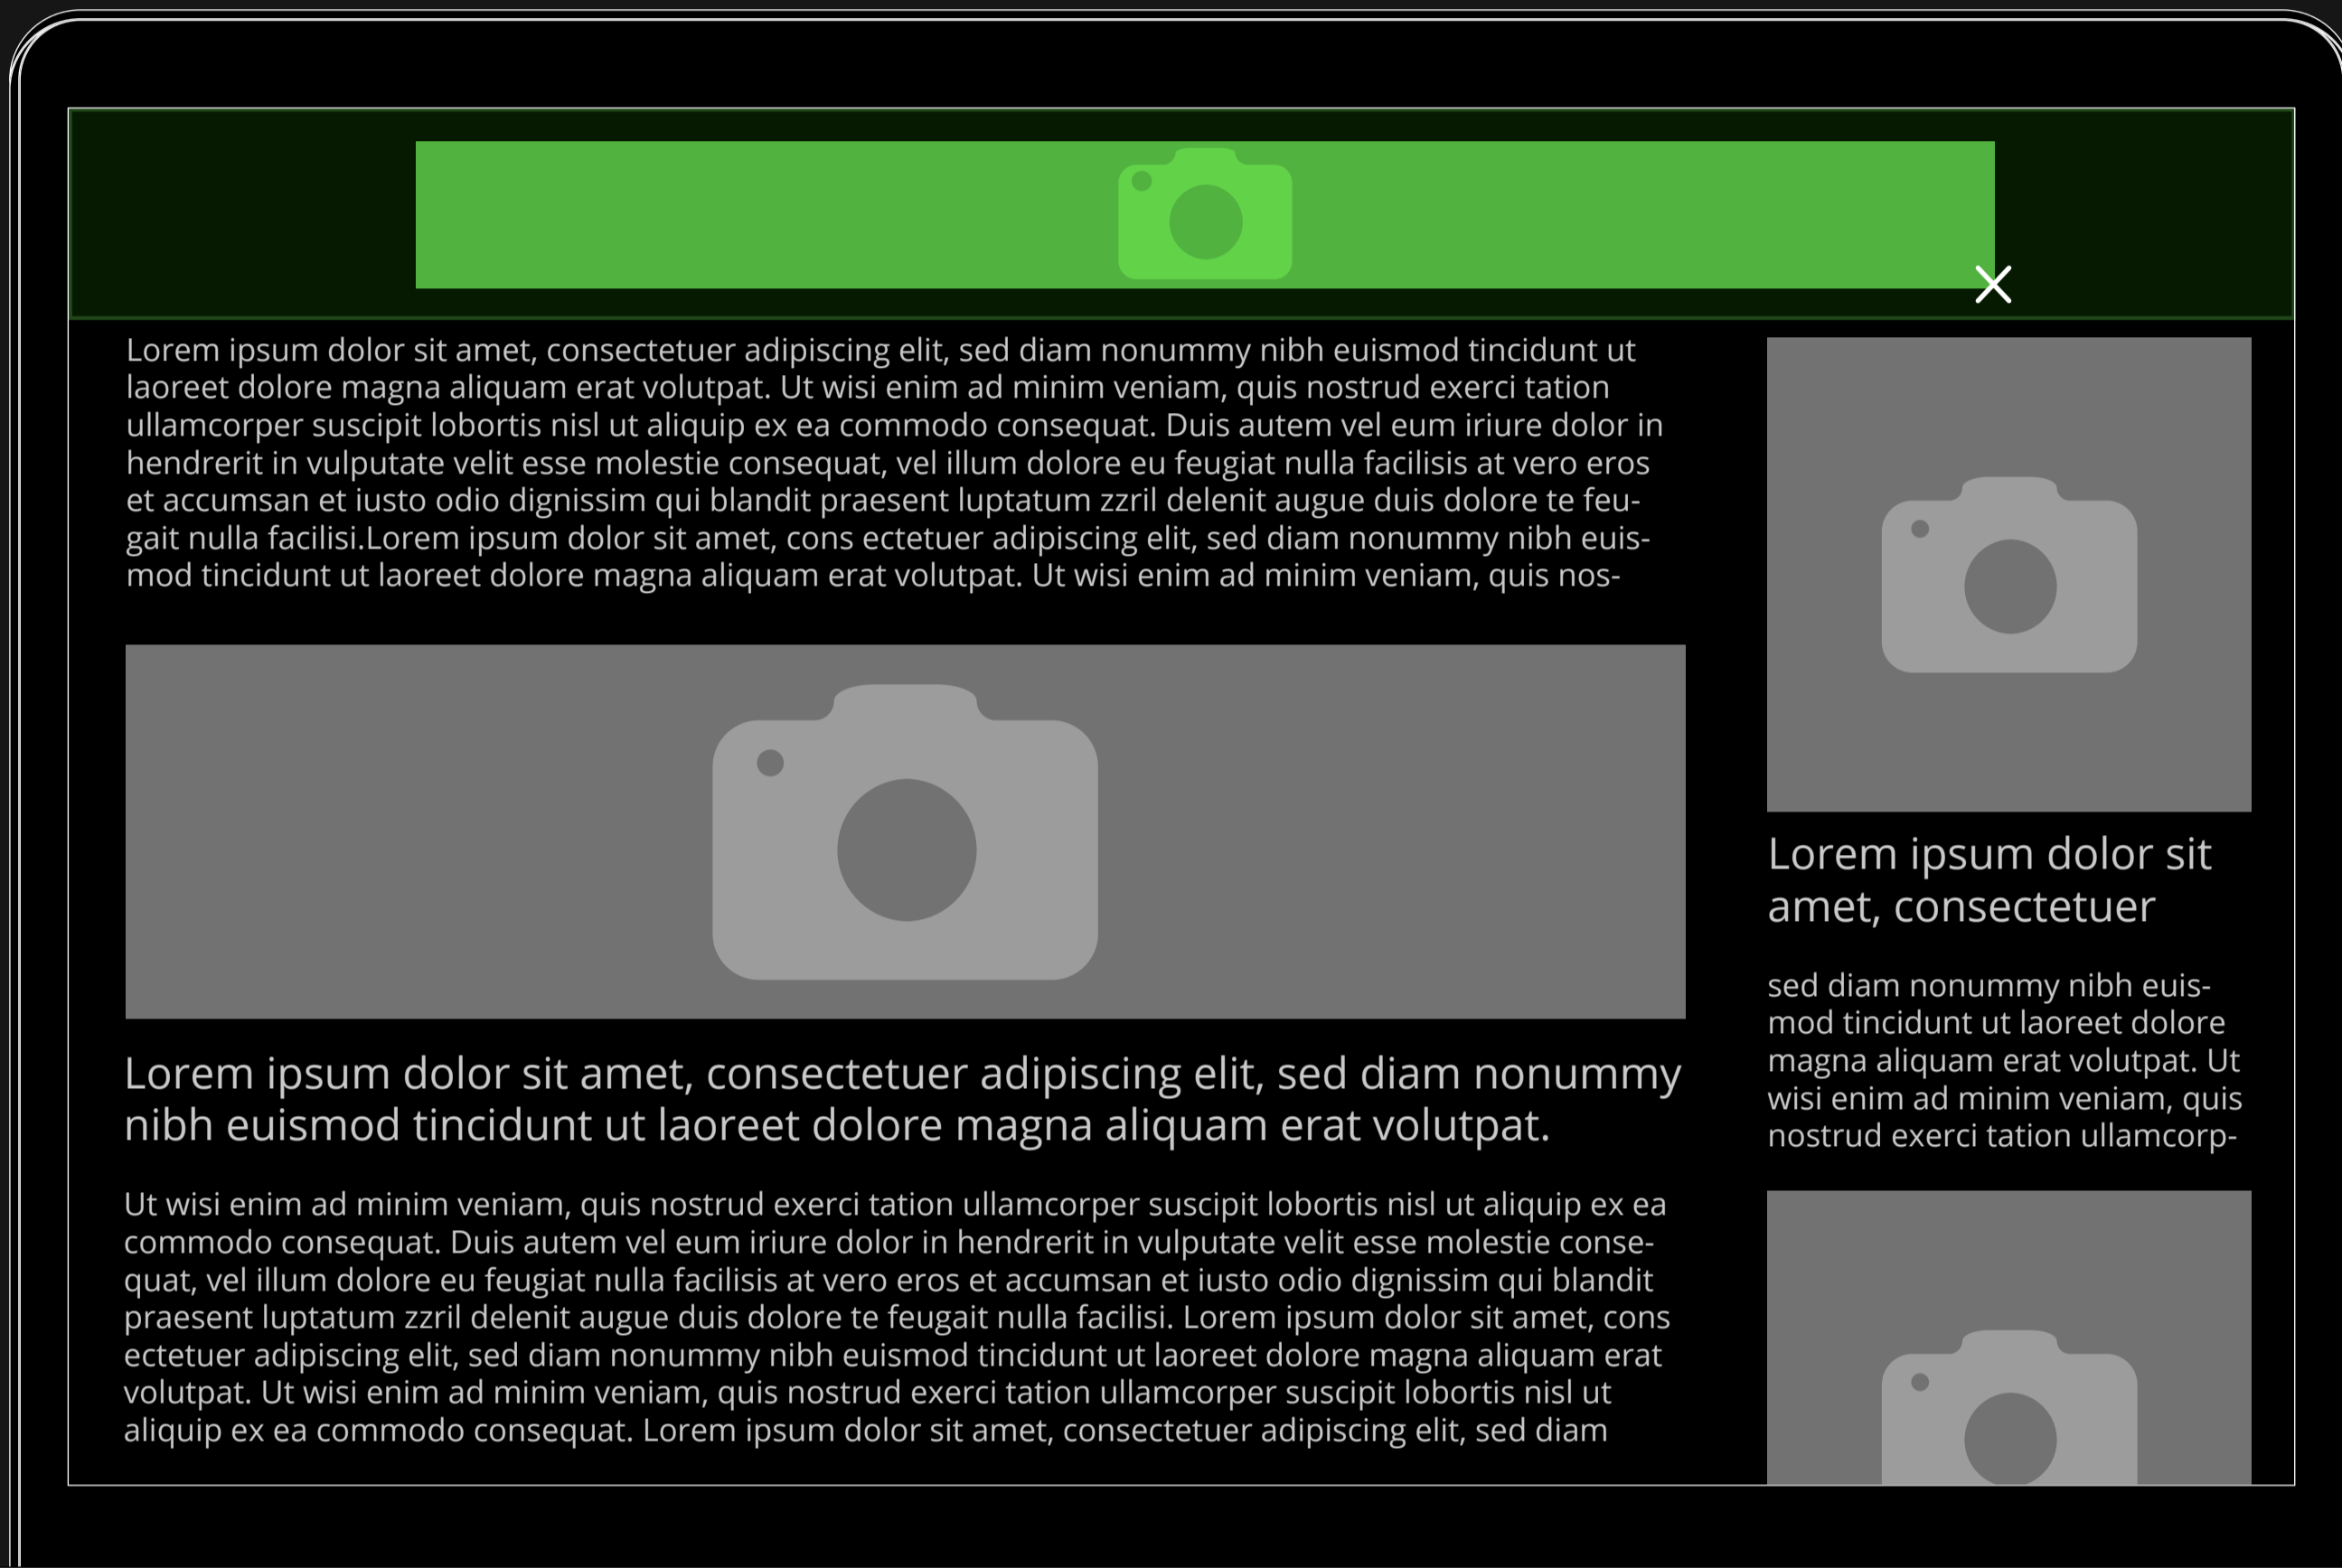 Lorem ipsum dolor sit amet, consectetuer adipiscing elit, sed diam nonummy nibh euismod tincidunt ut
laoreet dolore magna aliquam erat volutpat. Ut wisi enim ad minim veniam, quis nostrud exerci tation
ullamcorper suscipit lobortis nisl ut aliquip ex ea commodo consequat. Duis autem vel eum iriure dolor in
hendrerit in vulputate velit esse molestie consequat, vel illum dolore eu feugiat nulla facilisis at vero eros
et accumsan et iusto odio dignissim qui blandit praesent luptatum zzril delenit augue duis dolore te feu-
gait nulla facilisi.Lorem ipsum dolor sit amet, cons ectetuer adipiscing elit, sed diam nonummy nibh euis-
mod tincidunt ut laoreet dolore magna aliquam erat volutpat. Ut wisi enim ad minim veniam, quis nos-
Lorem ipsum dolor sit amet, consectetuer adipiscing elit, sed diam nonummy
nibh euismod tincidunt ut laoreet dolore magna aliquam erat volutpat.
Ut wisi enim ad minim veniam, quis nostrud exerci tation ullamcorper suscipit lobortis nisl ut aliquip ex ea
commodo consequat. Duis autem vel eum iriure dolor in hendrerit in vulputate velit esse molestie conse-
quat, vel illum dolore eu feugiat nulla facilisis at vero eros et accumsan et iusto odio dignissim qui blandit
praesent luptatum zzril delenit augue duis dolore te feugait nulla facilisi. Lorem ipsum dolor sit amet, cons
ectetuer adipiscing elit, sed diam nonummy nibh euismod tincidunt ut laoreet dolore magna aliquam erat
volutpat. Ut wisi enim ad minim veniam, quis nostrud exerci tation ullamcorper suscipit lobortis nisl ut
aliquip ex ea commodo consequat. Lorem ipsum dolor sit amet, consectetuer adipiscing elit, sed diam
Lorem ipsum dolor sit
amet, consectetuer
sed diam nonummy nibh euis-
mod tincidunt ut laoreet dolore
magna aliquam erat volutpat. Ut
wisi enim ad minim veniam, quis
nostrud exerci tation ullamcorp-